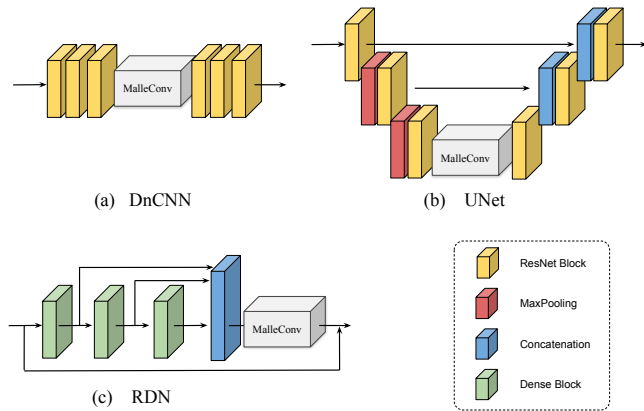 MalleConv
(a) DnCNN
MalleConv
(b) UNet
MalleConv
(c) RDN
ResNet Block
MaxPooling
Concatenation
Dense Block